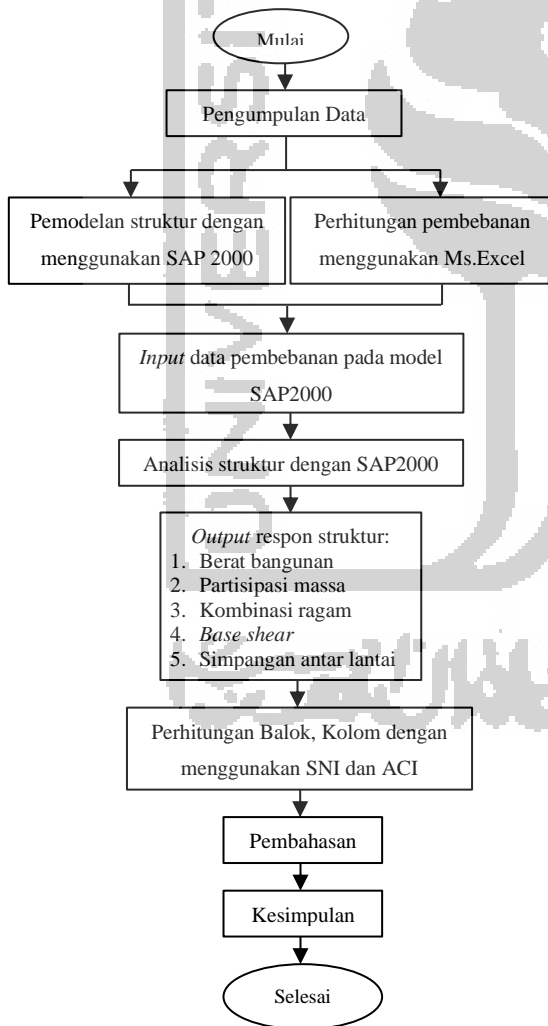 Mulai
Pengumpulan Data
Pemodelan struktur dengan
menggunakan SAP 2000
Perhitungan pembebanan
menggunakan Ms.Excel
Input data pembebanan pada model
SAP2000
Analisis struktur dengan SAP2000
Output respon struktur:
1. Berat bangunan
2. Partisipasi massa
3. Kombinasi ragam
4. Base shear
5. Simpangan antar lantai
Perhitungan Balok, Kolom dengan
menggunakan SNI dan ACI
Pembahasan
Kesimpulan
Selesai
UNIVERSI